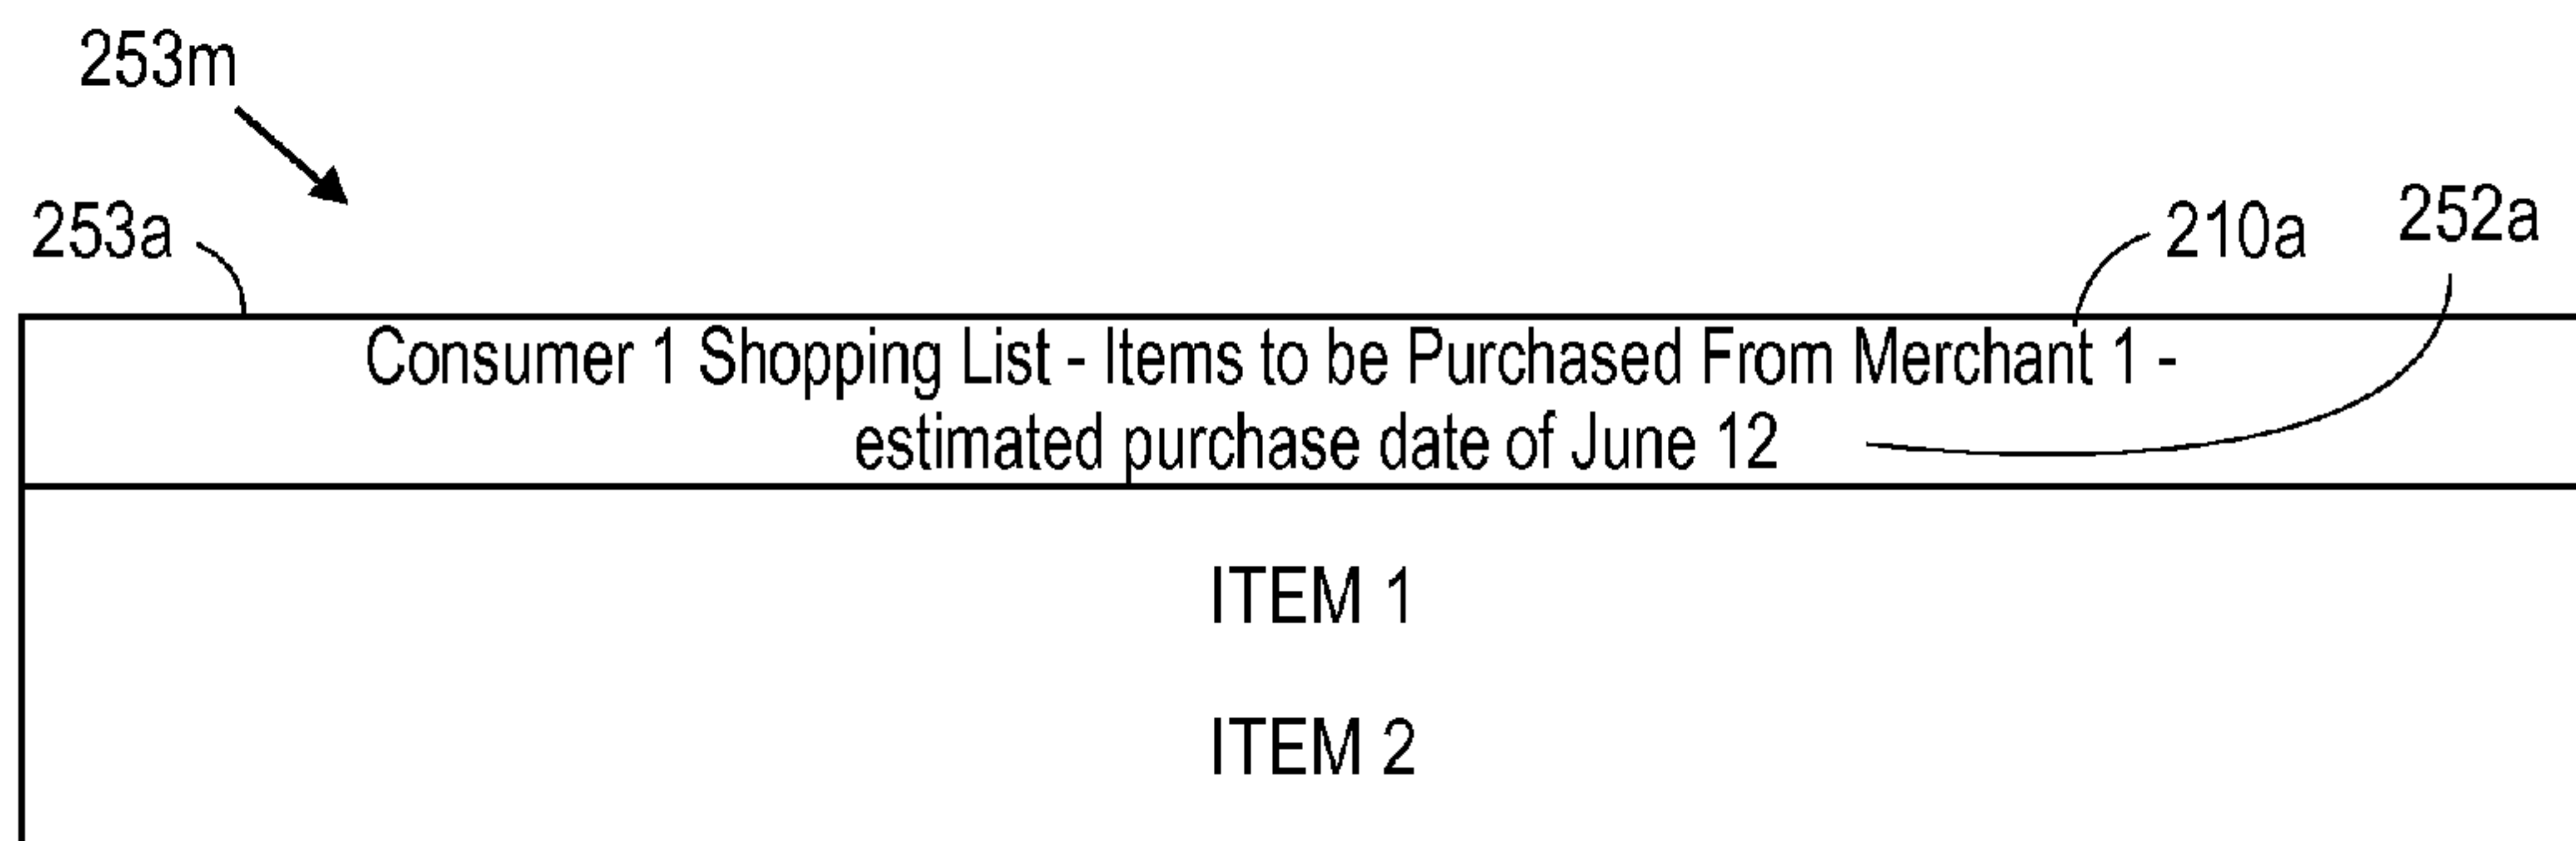 253m
253a
210a
252a
Consumer 1 Shopping List - Items to be Purchased From Merchant 1 -
estimated purchase date of June 12
ITEM 1
ITEM 2